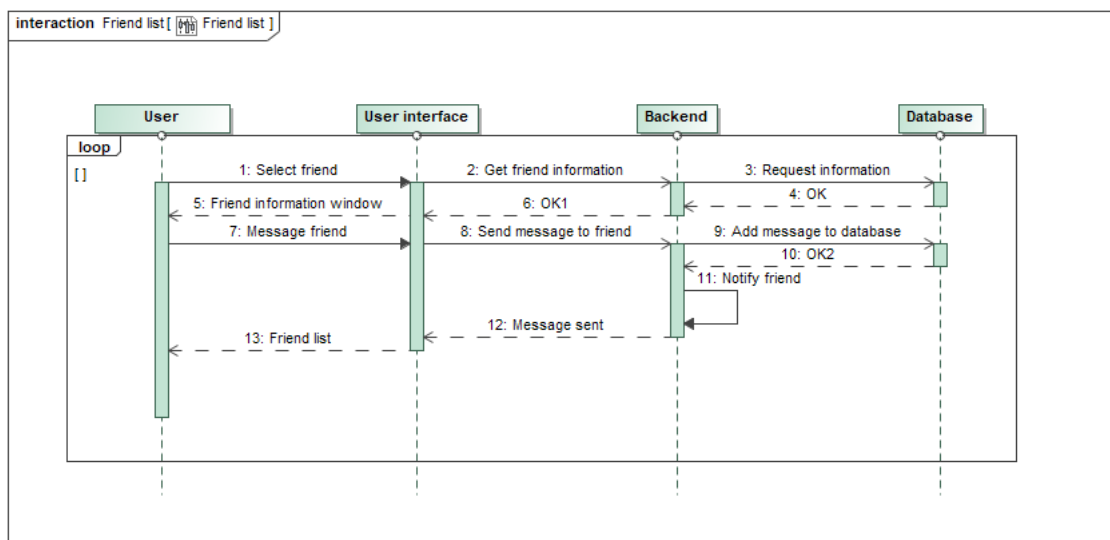 interaction Friend list [ Friend list ]
User
User interface
Backend
Database
loop
[ ]
1: Select friend
2: Get friend information
3: Request information
4: OK
5: Friend information window
6: OK1
7: Message friend
8: Send message to friend
9: Add message to database
10: OK2
11: Notify friend
12: Message sent
13: Friend list